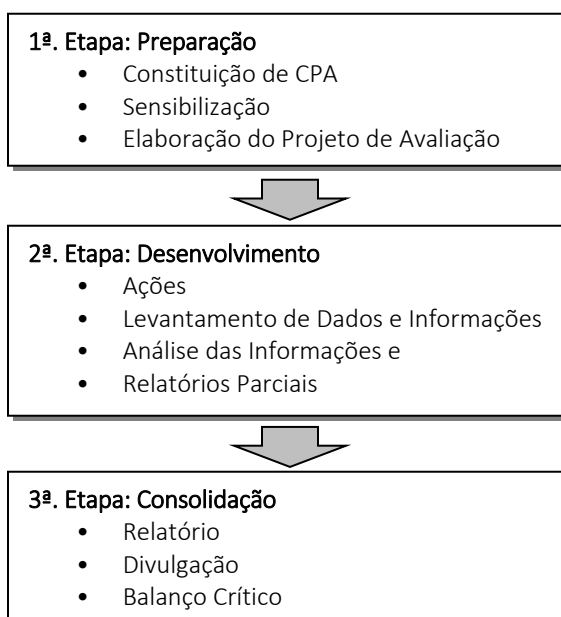 1ª. Etapa: Preparação
• Constituição de CPA
• Sensibilização
• Elaboração do Projeto de Avaliação
2ª. Etapa: Desenvolvimento
• Ações
• Levantamento de Dados e Informações
• Análise das Informações e
• Relatórios Parciais
3ª. Etapa: Consolidação
• Relatório
• Divulgação
• Balanço Crítico